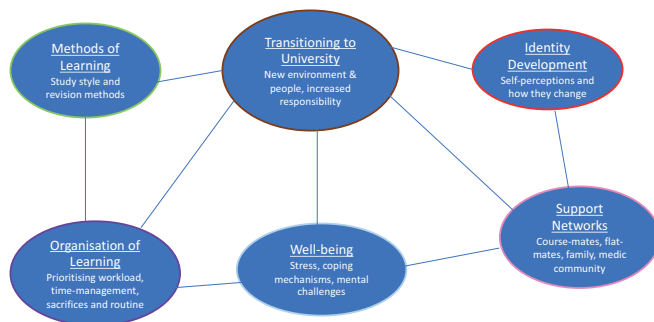 Methods of
Learning
Study style and
revision methods
Transitioning to
University
New environment &
people, increased
responsibility
Identity
Development
Self-perceptions and
how they change
Organisation of
Learning
Prioritising workload,
time-management,
sacrifices and routine
Well-being
Stress, coping
mechanisms, mental
challenges
Support
Networks
Course-mates, flat-
mates, family, medic
community